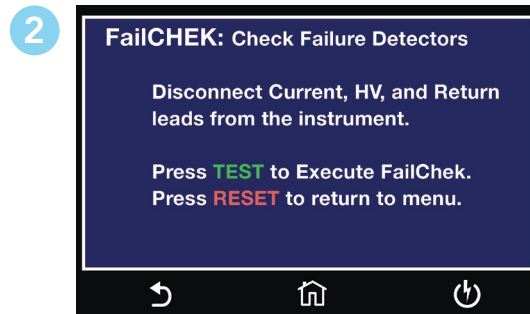 2
FailCHEK: Check Failure Detectors
Disconnect Current, HV, and Return
leads from the instrument.
Press TEST to Execute FailChek.
Press RESET to return to menu.